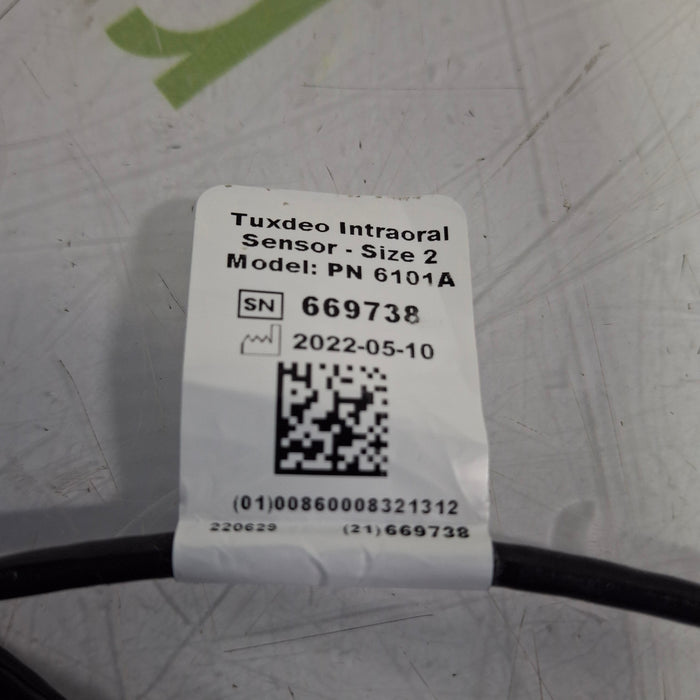 Tuxdeo Intraoral
Sensor - Size 2
Model: PN 6101A
SN 669738
2022-05-10
(01)00860008321312
220629 (21)669738